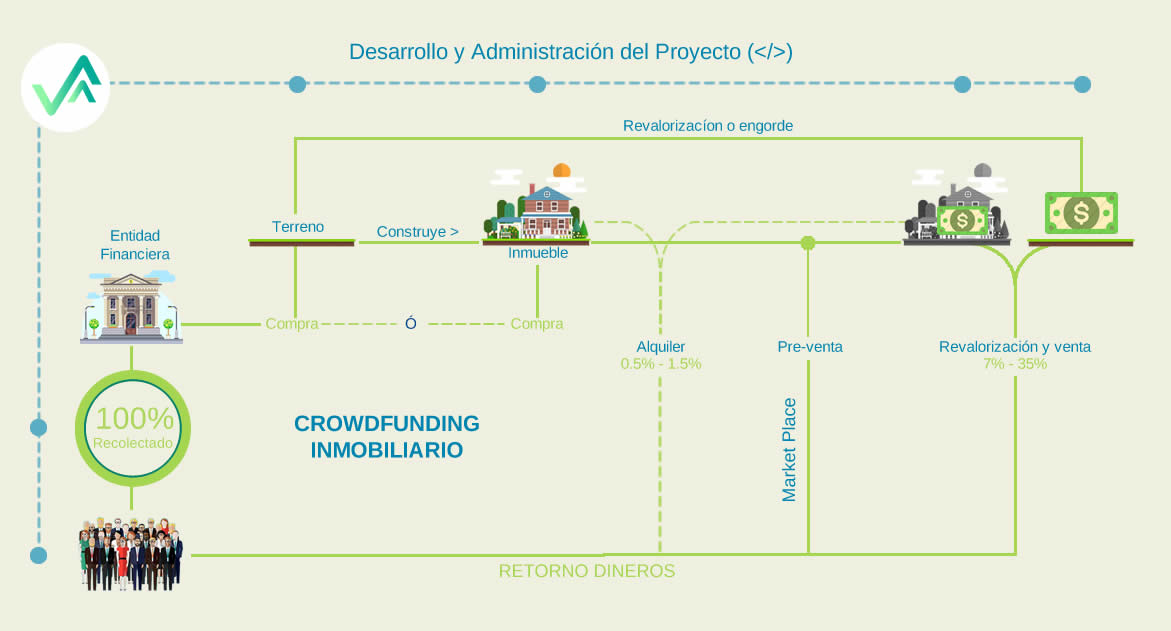 Desarrollo y Administración del Proyecto (</>)
Revalorizacíon o engorde
Terreno
Construye >
Inmueble
Entidad
Financiera
Compra
Ó
Compra
Alquiler
0.5% - 1.5%
Pre-venta
Revalorización y venta
7% - 35%
100%
Recolectado
CROWDFUNDING
INMOBILIARIO
Market Place
RETORNO DINEROS